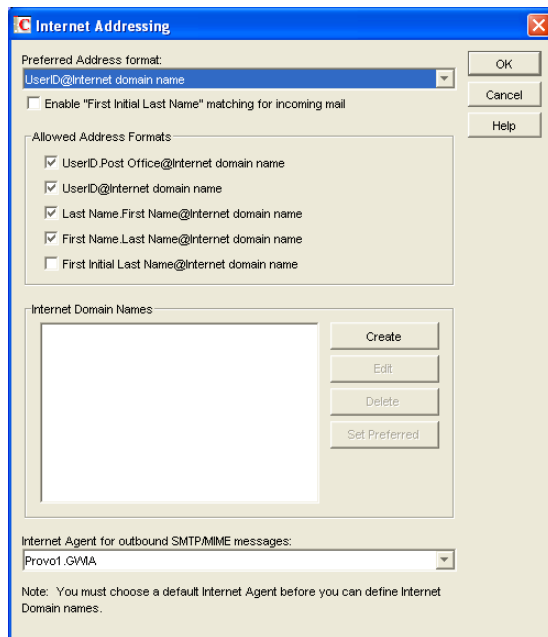 Internet Addressing
Preferred Address format:
UserID@Internet domain name
Enable "First Initial Last Name" matching for incoming mail
OK
Cancel
Help
Allowed Address Formats
UserID.Post Office@Internet domain name
UserID@Internet domain name
Last Name.First Name@Internet domain name
First Name.Last Name@Internet domain name
First Initial Last Name@Internet domain name
Internet Domain Names
Create
Edit
Delete
Set Preferred
Internet Agent for outbound SMTP/MIME messages:
Provo1.GWIA
Note: You must choose a default Internet Agent before you can define Internet
Domain names.